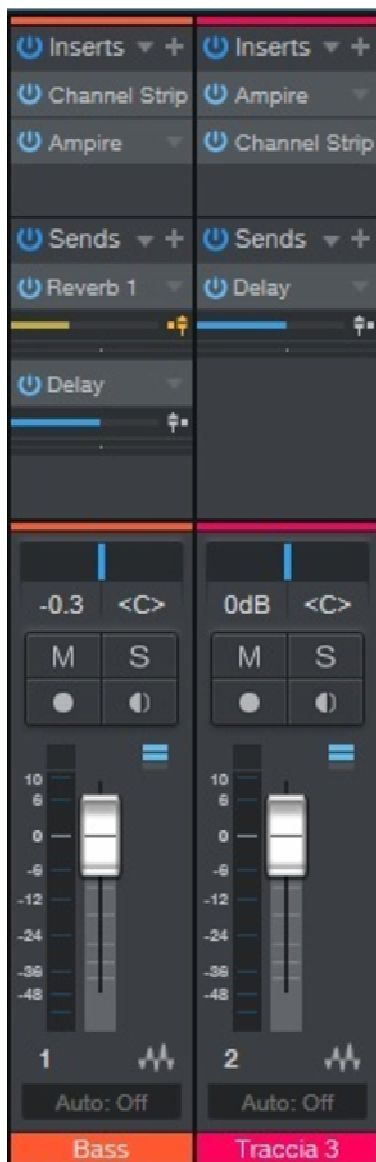 Inserts
Channel Strip
Ampire
Sends
Reverb 1
Delay
-0.3 <C>
M S
10
6
0
-6
-12
-24
-36
-48
1
Auto: Off
Bass
Inserts
Ampire
Channel Strip
Sends
Delay
0dB <C>
M S
10
6
0
-6
-12
-24
-36
-48
2
Auto: Off
Traccia 3